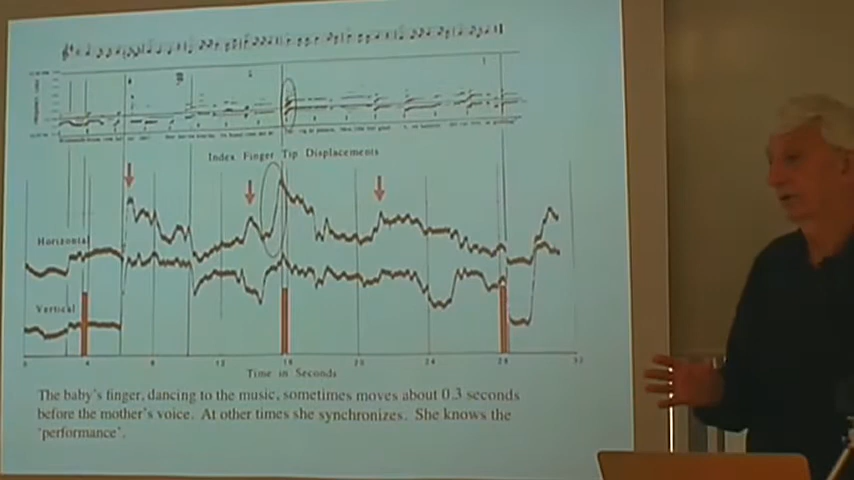 Index Finger Tip Displacements
Horizontal
Vertical
0 4 8 12 16 20 24 28 32
Time in Seconds
The baby's finger, dancing to the music, sometimes moves about 0.3 seconds
before the mother's voice. At other times she synchronizes. She knows the
'performance'.